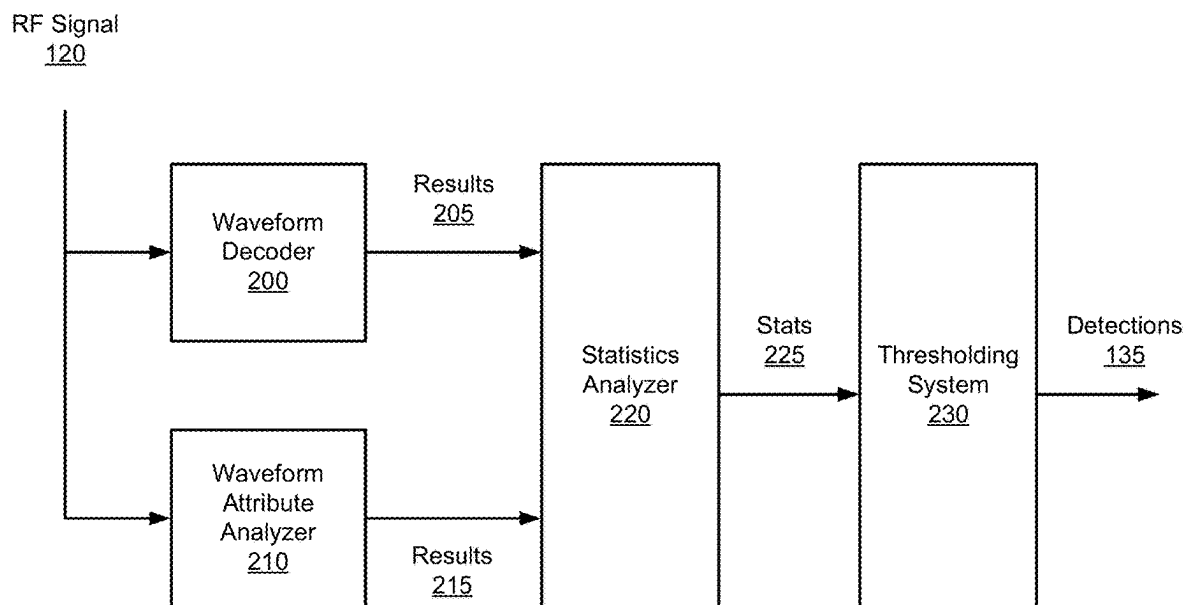 RF Signal
120
Waveform
Decoder
200
Results
205
Waveform
Attribute
Analyzer
210
Results
215
Statistics
Analyzer
220
Stats
225
Thresholding
System
230
Detections
135